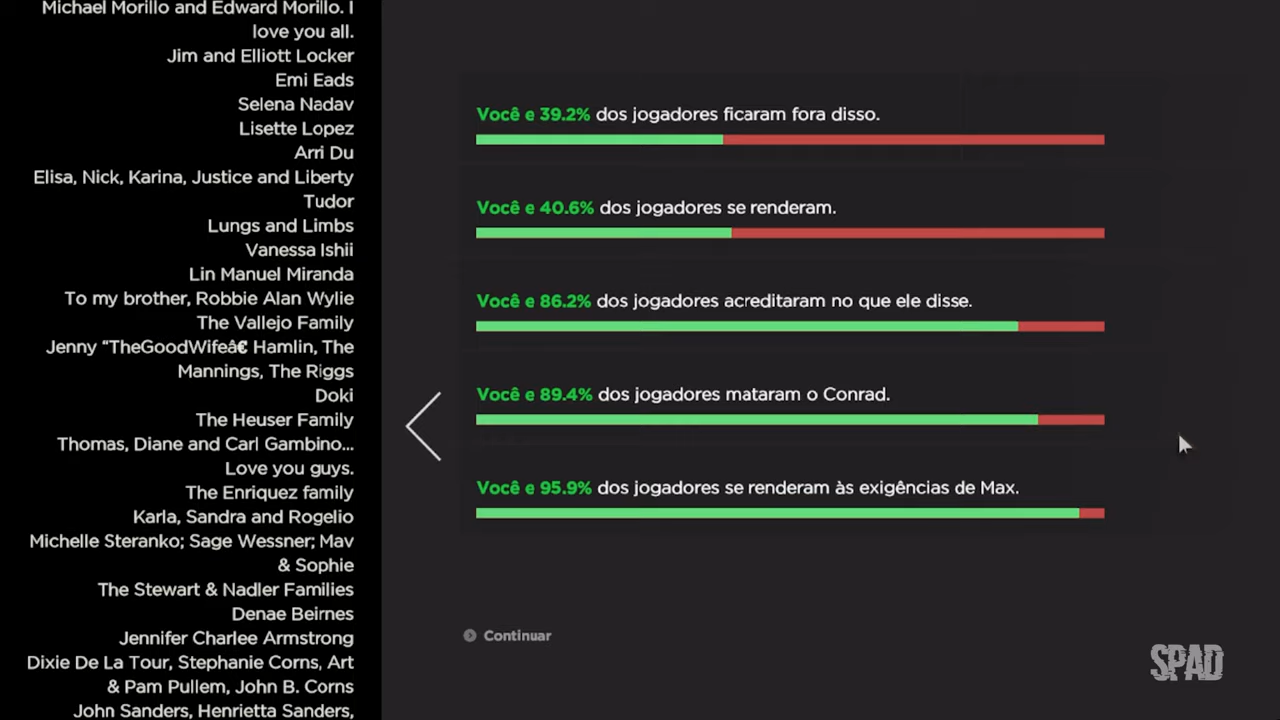 Michael Morillo and Edward Morillo. I
love you all.
Jim and Elliott Locker
Emi Eads
Selena Nadav
Lisette Lopez
Arri Du
Elisa, Nick, Karina, Justice and Liberty
Tudor
Lungs and Limbs
Vanessa Ishii
Lin Manuel Miranda
To my brother, Robbie Alan Wylie
The Vallejo Family
Jenny “TheGoodWifeâ€ Hamlin, The
Mannings, The Riggs
Doki
The Heuser Family
Thomas, Diane and Carl Gambino...
Love you guys.
The Enriquez family
Karla, Sandra and Rogelio
Michelle Steranko; Sage Wessner; Mav
& Sophie
The Stewart & Nadler Families
Denae Beirnes
Jennifer Charlee Armstrong
Dixie De La Tour, Stephanie Corns, Art
& Pam Pullem, John B. Corns
John Sanders, Henrietta Sanders,
Você e 39.2% dos jogadores ficaram fora disso.
Você e 40.6% dos jogadores se renderam.
Você e 86.2% dos jogadores acreditaram no que ele disse.
Você e 89.4% dos jogadores mataram o Conrad.
Você e 95.9% dos jogadores se renderam às exigências de Max.
Continuar
SPAD